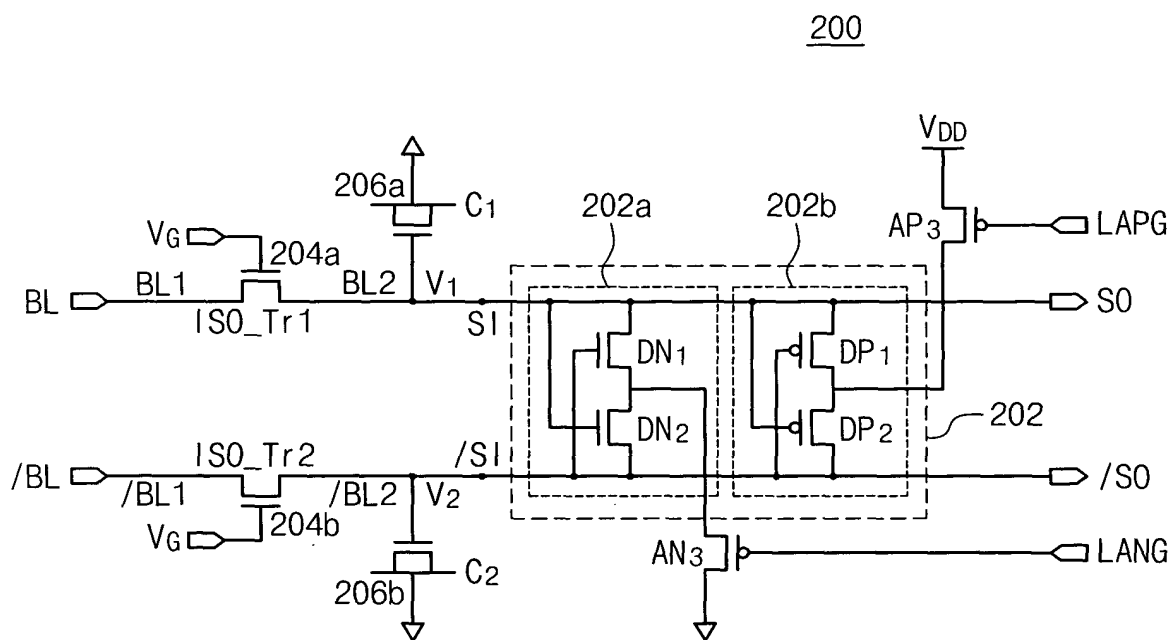 200
VDD
206a
C1
202a
202b
AP3
LAPG
VG
204a
BL
BL1
ISO_Tr1
BL2
V1
SI
SO
DN1
DP1
DN2
DP2
202
/BL
/BL1
ISO_Tr2
/BL2
V2
/SI
/SO
VG
204b
C2
206b
AN3
LANG